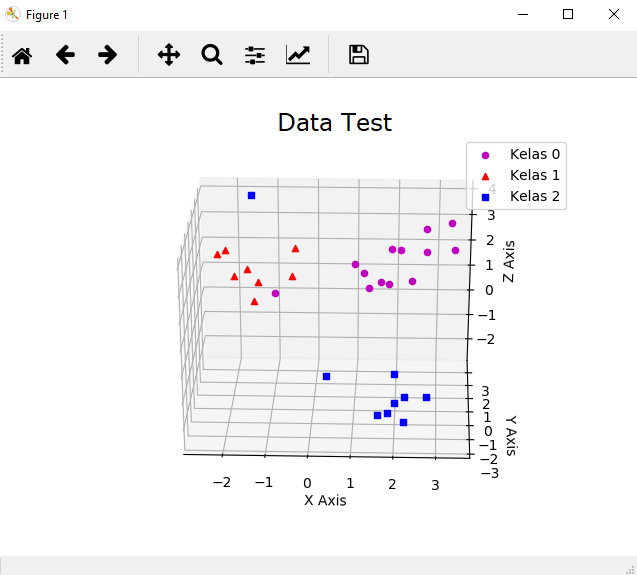 Figure 1
Data Test
Kelas 0
Kelas 1
Kelas 2
4
3
2
1
0
−1
−2
Z Axis
3
2
1
0
−1
−2
−3
Y Axis
−2 −1 0 1 2 3
X Axis